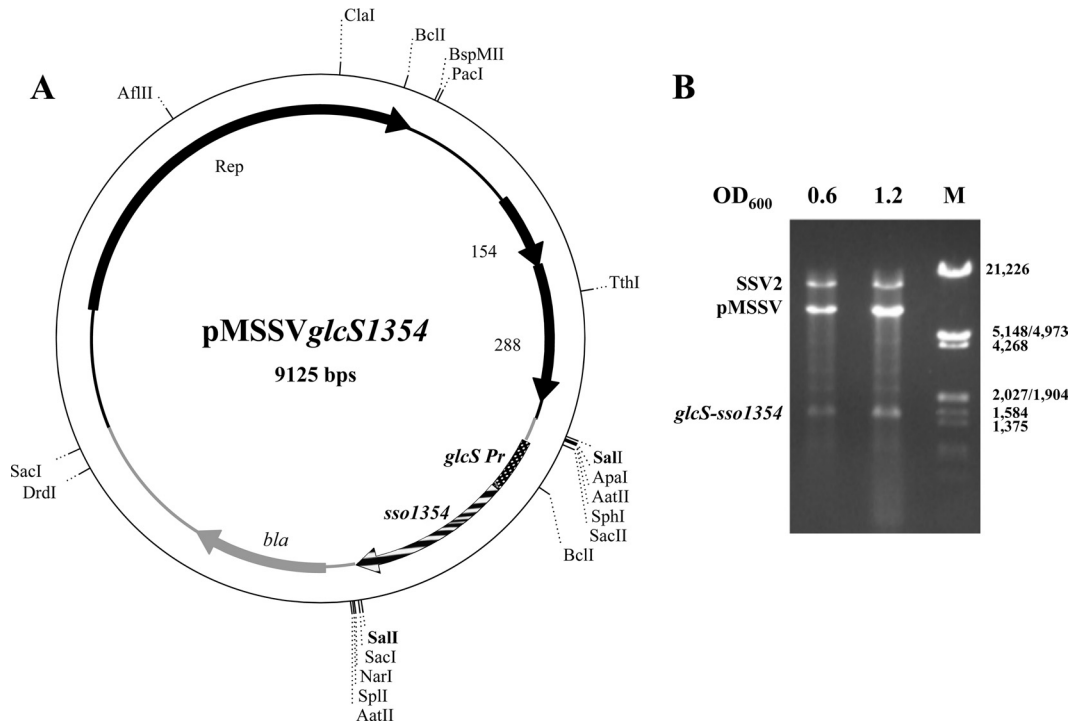 A
ClaI
BclI
BspMII
PacI
AflII
Rep
154
TthI
288
pMSSVglcS1354
9125 bps
glcS Pr
sso1354
bla
SalI
ApaI
AatII
SphI
SacII
BclI
SacI
DrdI
SalI
SacI
NarI
SplI
AatII
B
OD600 0.6 1.2 M
SSV2
pMSSV
glcS-sso1354
21,226
5,148/4,973
4,268
2,027/1,904
1,584
1,375